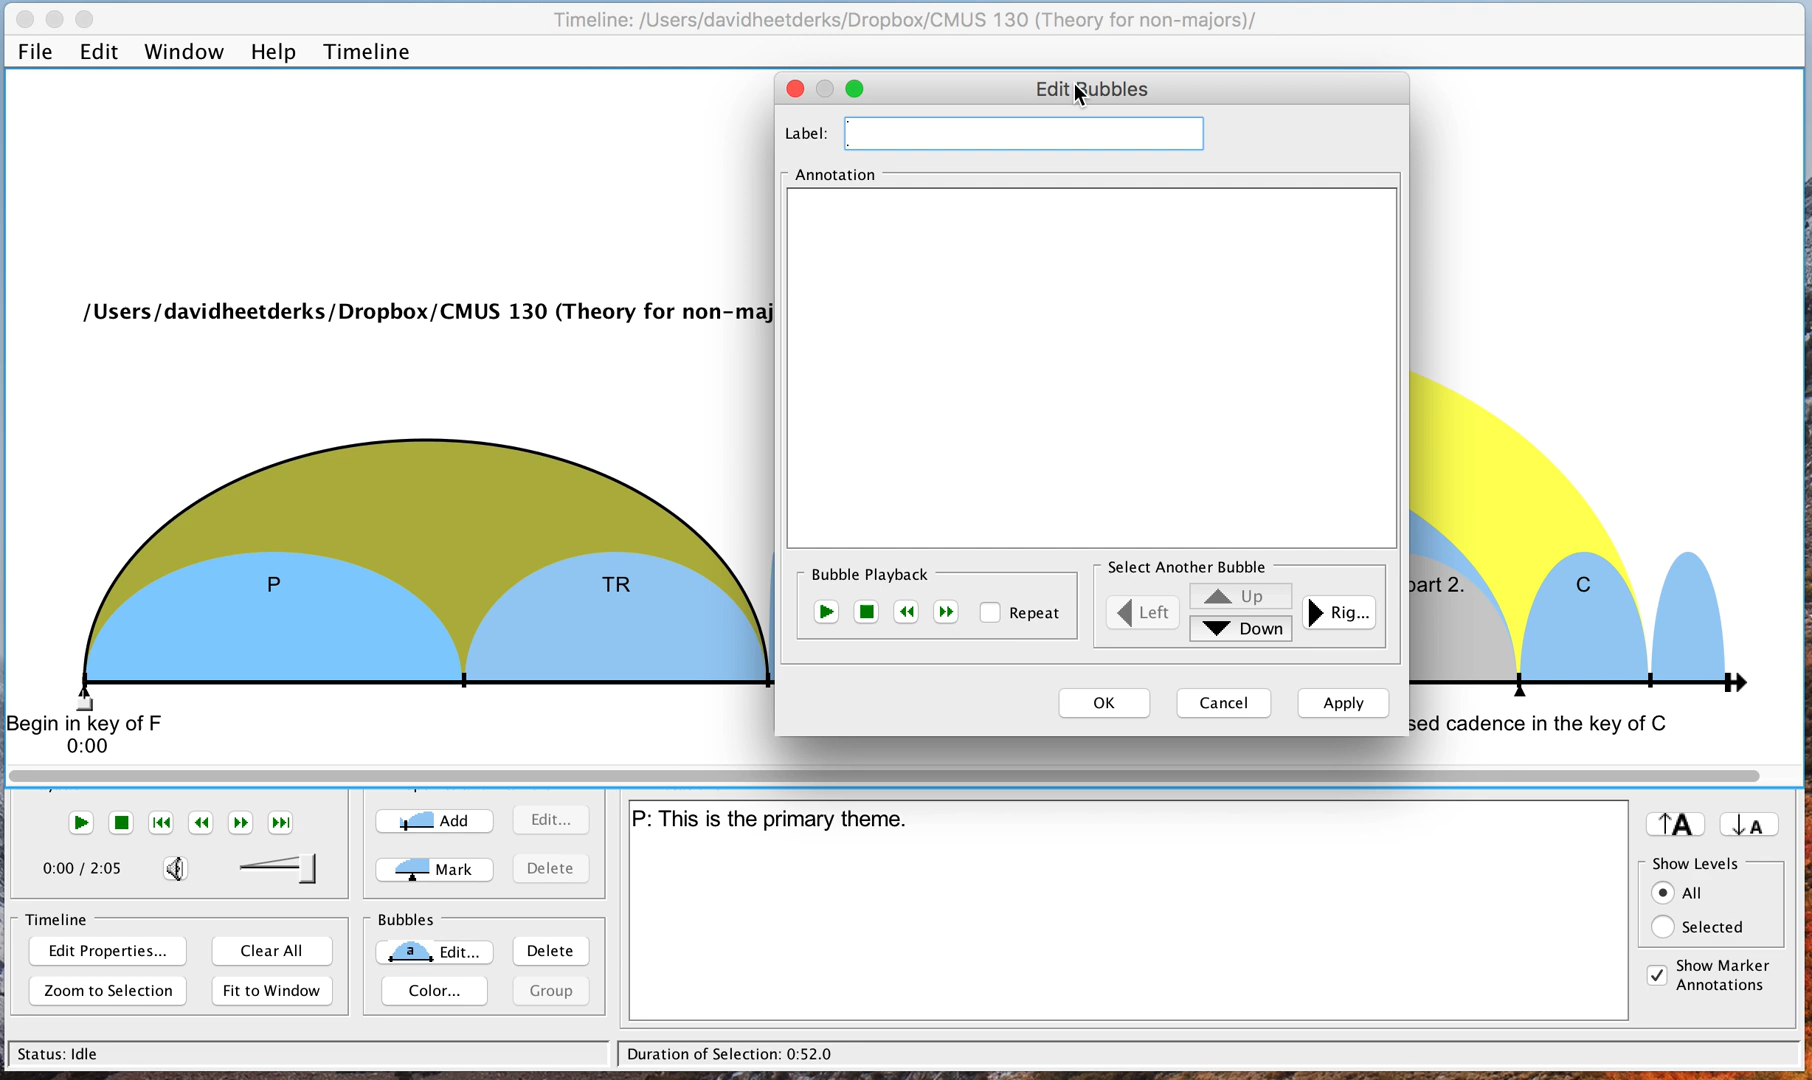 Timeline: /Users/davidheetderks/Dropbox/CMUS 130 (Theory for non-majors)/
File Edit Window Help Timeline
Edit Bubbles
Label:
Annotation
/Users/davidheetderks/Dropbox/CMUS 130 (Theory for non-maj
P
TR
part 2.
C
Bubble Playback
Repeat
Select Another Bubble
Left
Up
Down
Rig...
OK Cancel Apply
Begin in key of F
0:00
sed cadence in the key of C
0:00 / 2:05
Add Edit...
Mark Delete
Timeline
Edit Properties... Clear All
Zoom to Selection Fit to Window
Bubbles
a Edit... Delete
Color... Group
P: This is the primary theme.
A A
Show Levels
All
Selected
Show Marker
Annotations
Status: Idle
Duration of Selection: 0:52.0